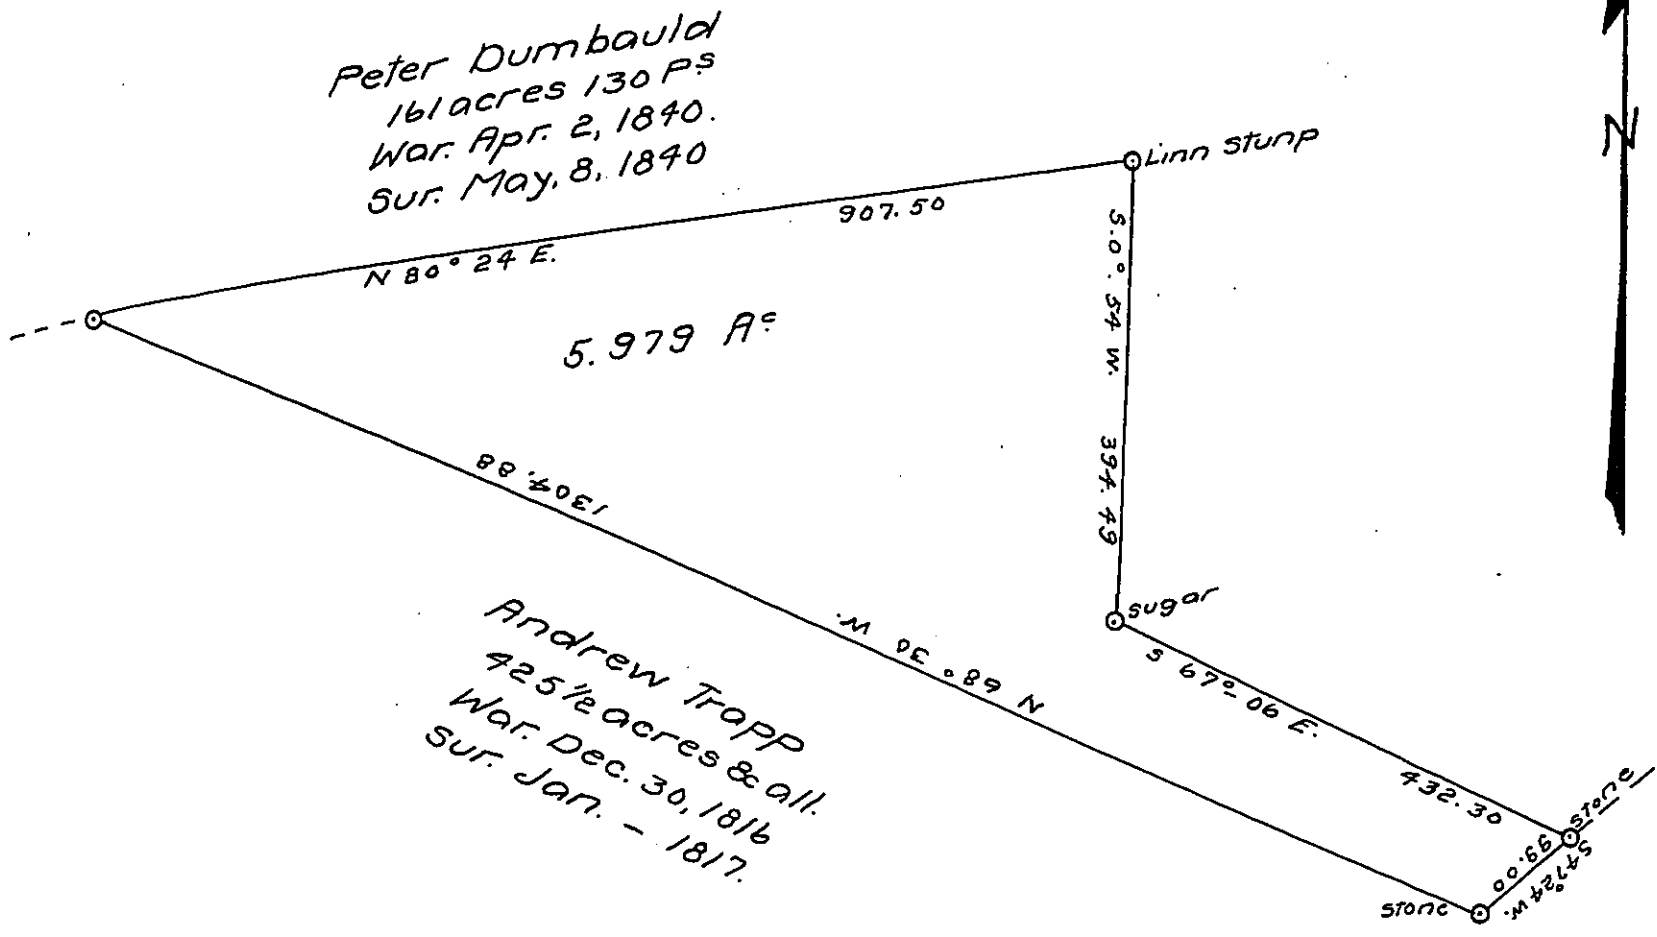 Peter Dumbauld
161 acres 130 Ps
War. Apr. 2, 1840.
Sur. May, 8, 1840
N
Linn Stunp
907.50
N 80° 24 E.
S. 0°. 54 W. 394.49
5.979 Ac
1304.88
N 68° 30 W.
sugar
S 67°- 06 E.
432.30
Andrew Trapp
425 1/2 acres & all.
War. Dec. 30, 1816
Sur. Jan. - 1817.
stone
99.00
S 47° 24 W.
stone